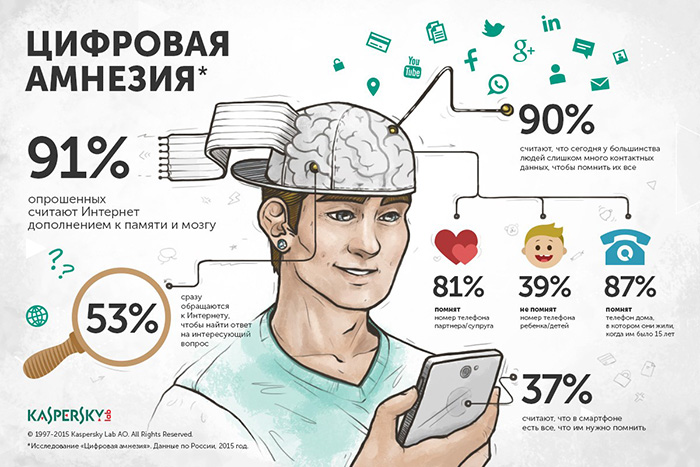 ЦИФРОВАЯ
АМНЕЗИЯ*
91%
опрошенных
считают Интернет
дополнением к памяти и мозгу
You
Tube
g+
in
90%
считают, что сегодня у большинства
людей слишком много контактных
данных, чтобы помнить их все
81%
помнят
номер телефона
партнера/супруга
39%
не помнят
номер телефона
ребенка/детей
87%
помнят
телефон дома,
в котором они жили,
когда им было 15 лет
53%
сразу
обращаются
к Интернету,
чтобы найти ответ
на интересующий
вопрос
37%
считают, что в смартфоне
есть все, что им нужно помнить
KASPERSKY lab
© 1997-2015 Kaspersky Lab AO. All Rights Reserved.
*Исследование «Цифровая амнезия». Данные по России, 2015 год.